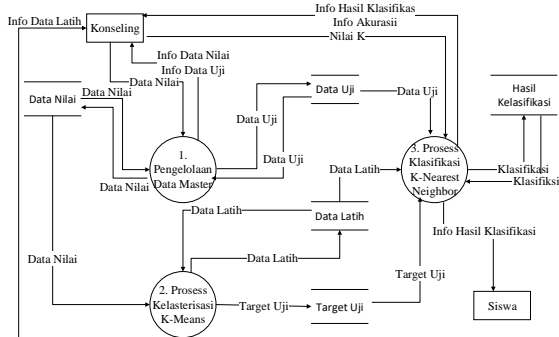 Info Hasil Klasifikas
Info Data Latih
Konseling
Info Akurasii
Nilai K
Info Data Nilai
Info Data Uji
Data Nilai
Data Nilai
Data Nilai
Data Uji
Data Uji
Hasil
Kelasifikasi
Data Uji
Data Uji
1.
Pengelolaan
Data Master
Data Nilai
3. Prosess
Klasifikasi
K-Nearest
Neighbor
Data Latih
Klasifikasi
Klasifiksi
Data Latih
Data Latih
Info Hasil Klasifikasi
Data Nilai
Data Latih
Target Uji
2. Proses
Kelasterisasi
K-Means
Target Uji
Target Uji
Siswa